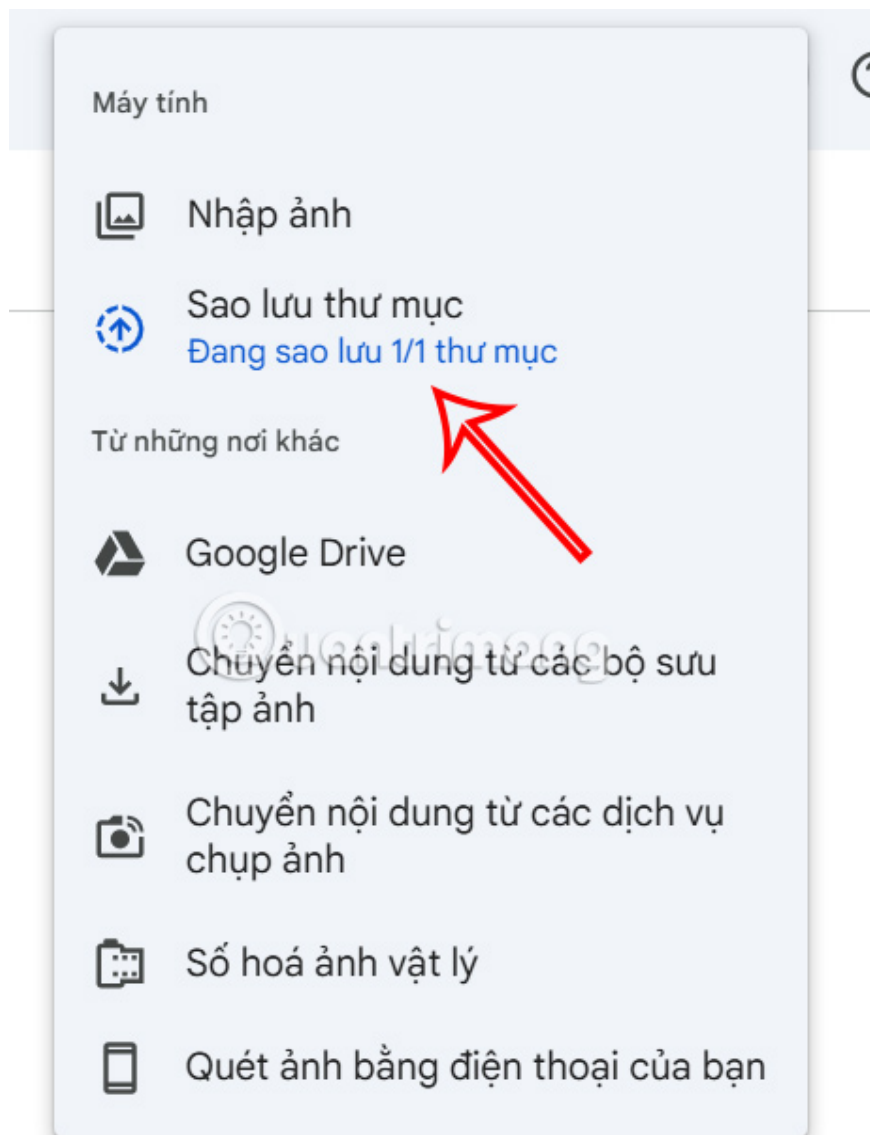 Máy tính
Nhập ảnh
Sao lưu thư mục
Đang sao lưu 1/1 thư mục
Từ những nơi khác
Google Drive
Quantrimang
Chuyển nội dung từ các bộ sưu
tập ảnh
Chuyển nội dung từ các dịch vụ
chụp ảnh
Số hoá ảnh vật lý
Quét ảnh bằng điện thoại của bạn